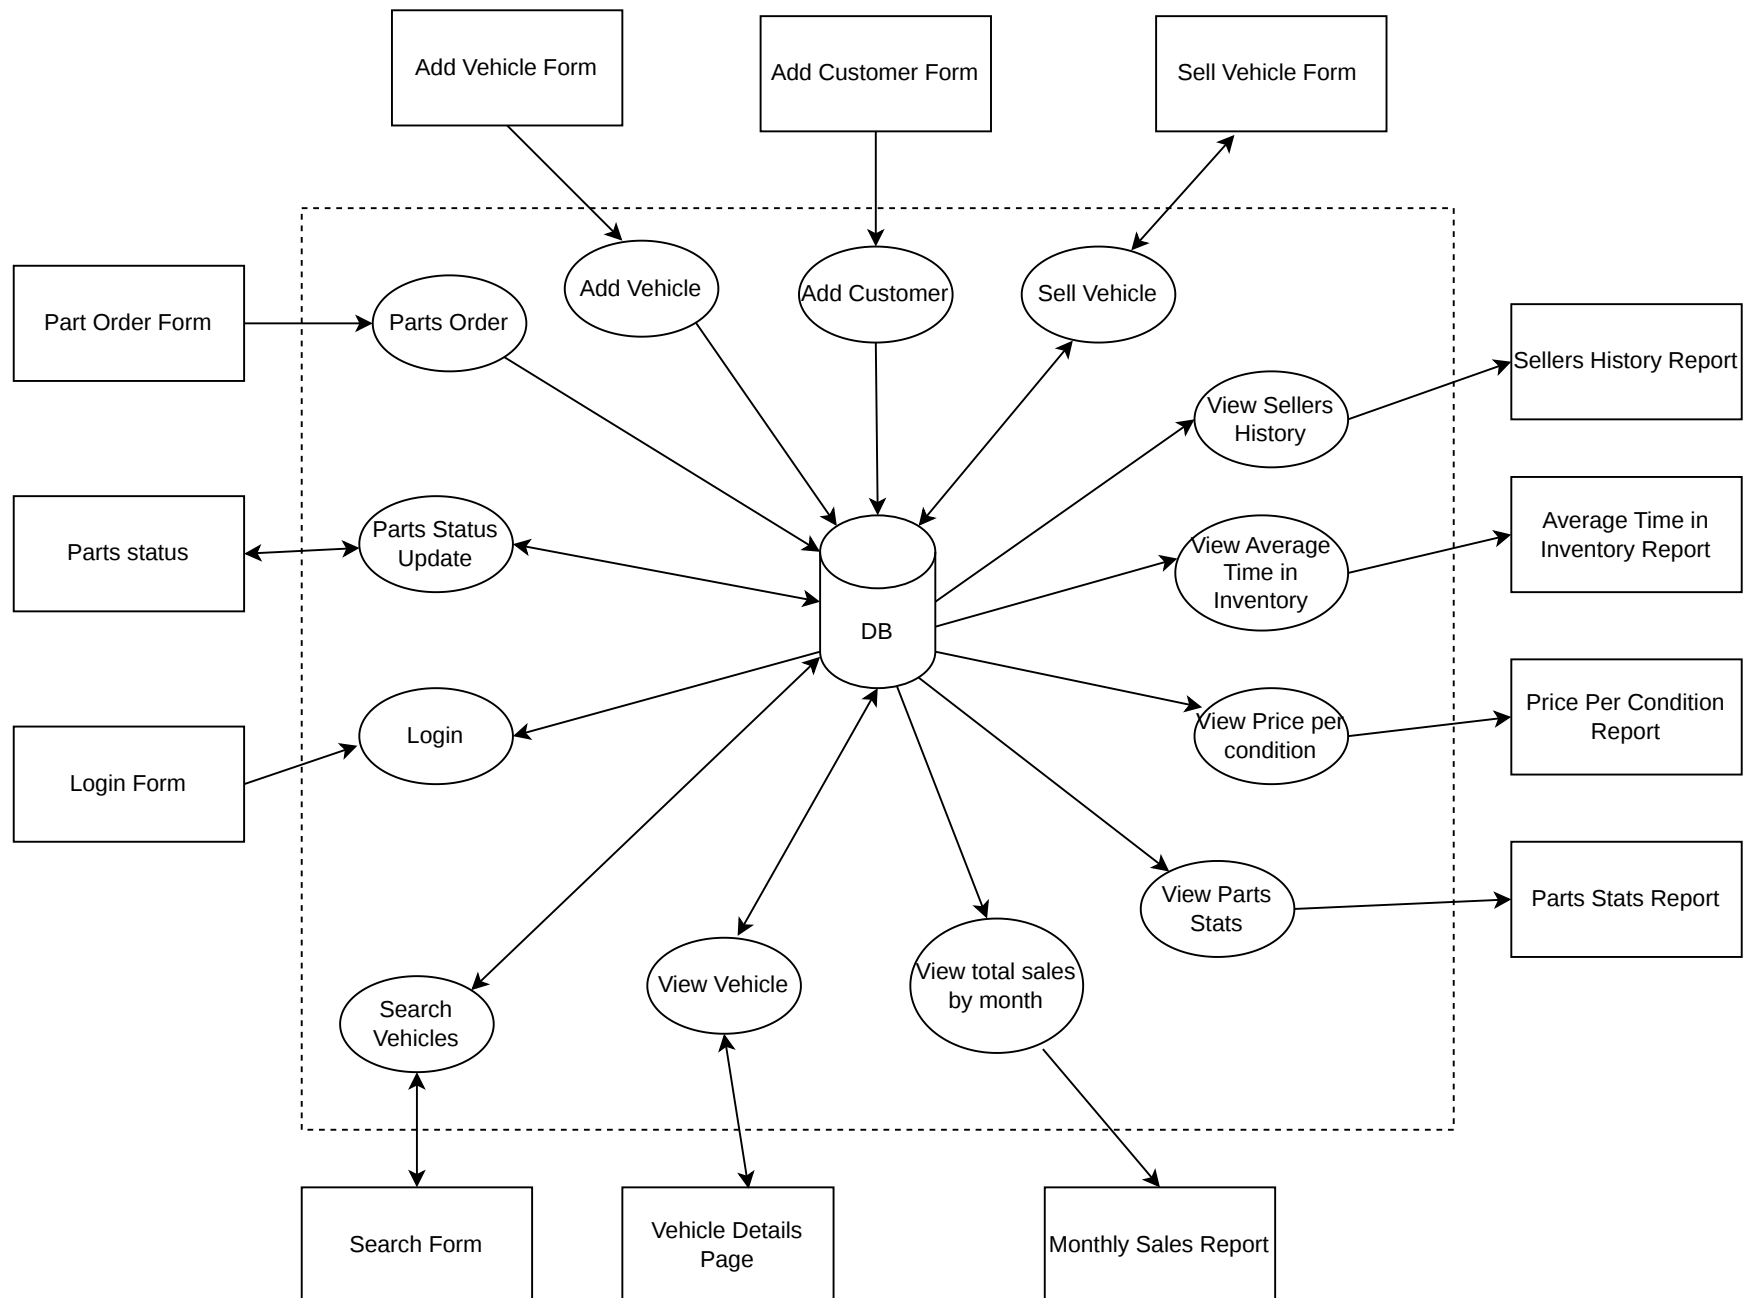 Add Vehicle Form
Add Customer Form
Sell Vehicle Form
Part Order Form
Parts Order
Add Vehicle
Add Customer
Sell Vehicle
Sellers History Report
View Sellers
History
Parts status
Parts Status
Update
View Average
Time in
Inventory
Average Time in
Inventory Report
DB
Login Form
Login
View Price per
condition
Price Per Condition
Report
View Parts
Stats
Parts Stats Report
Search
Vehicles
View Vehicle
View total sales
by month
Search Form
Vehicle Details
Page
Monthly Sales Report